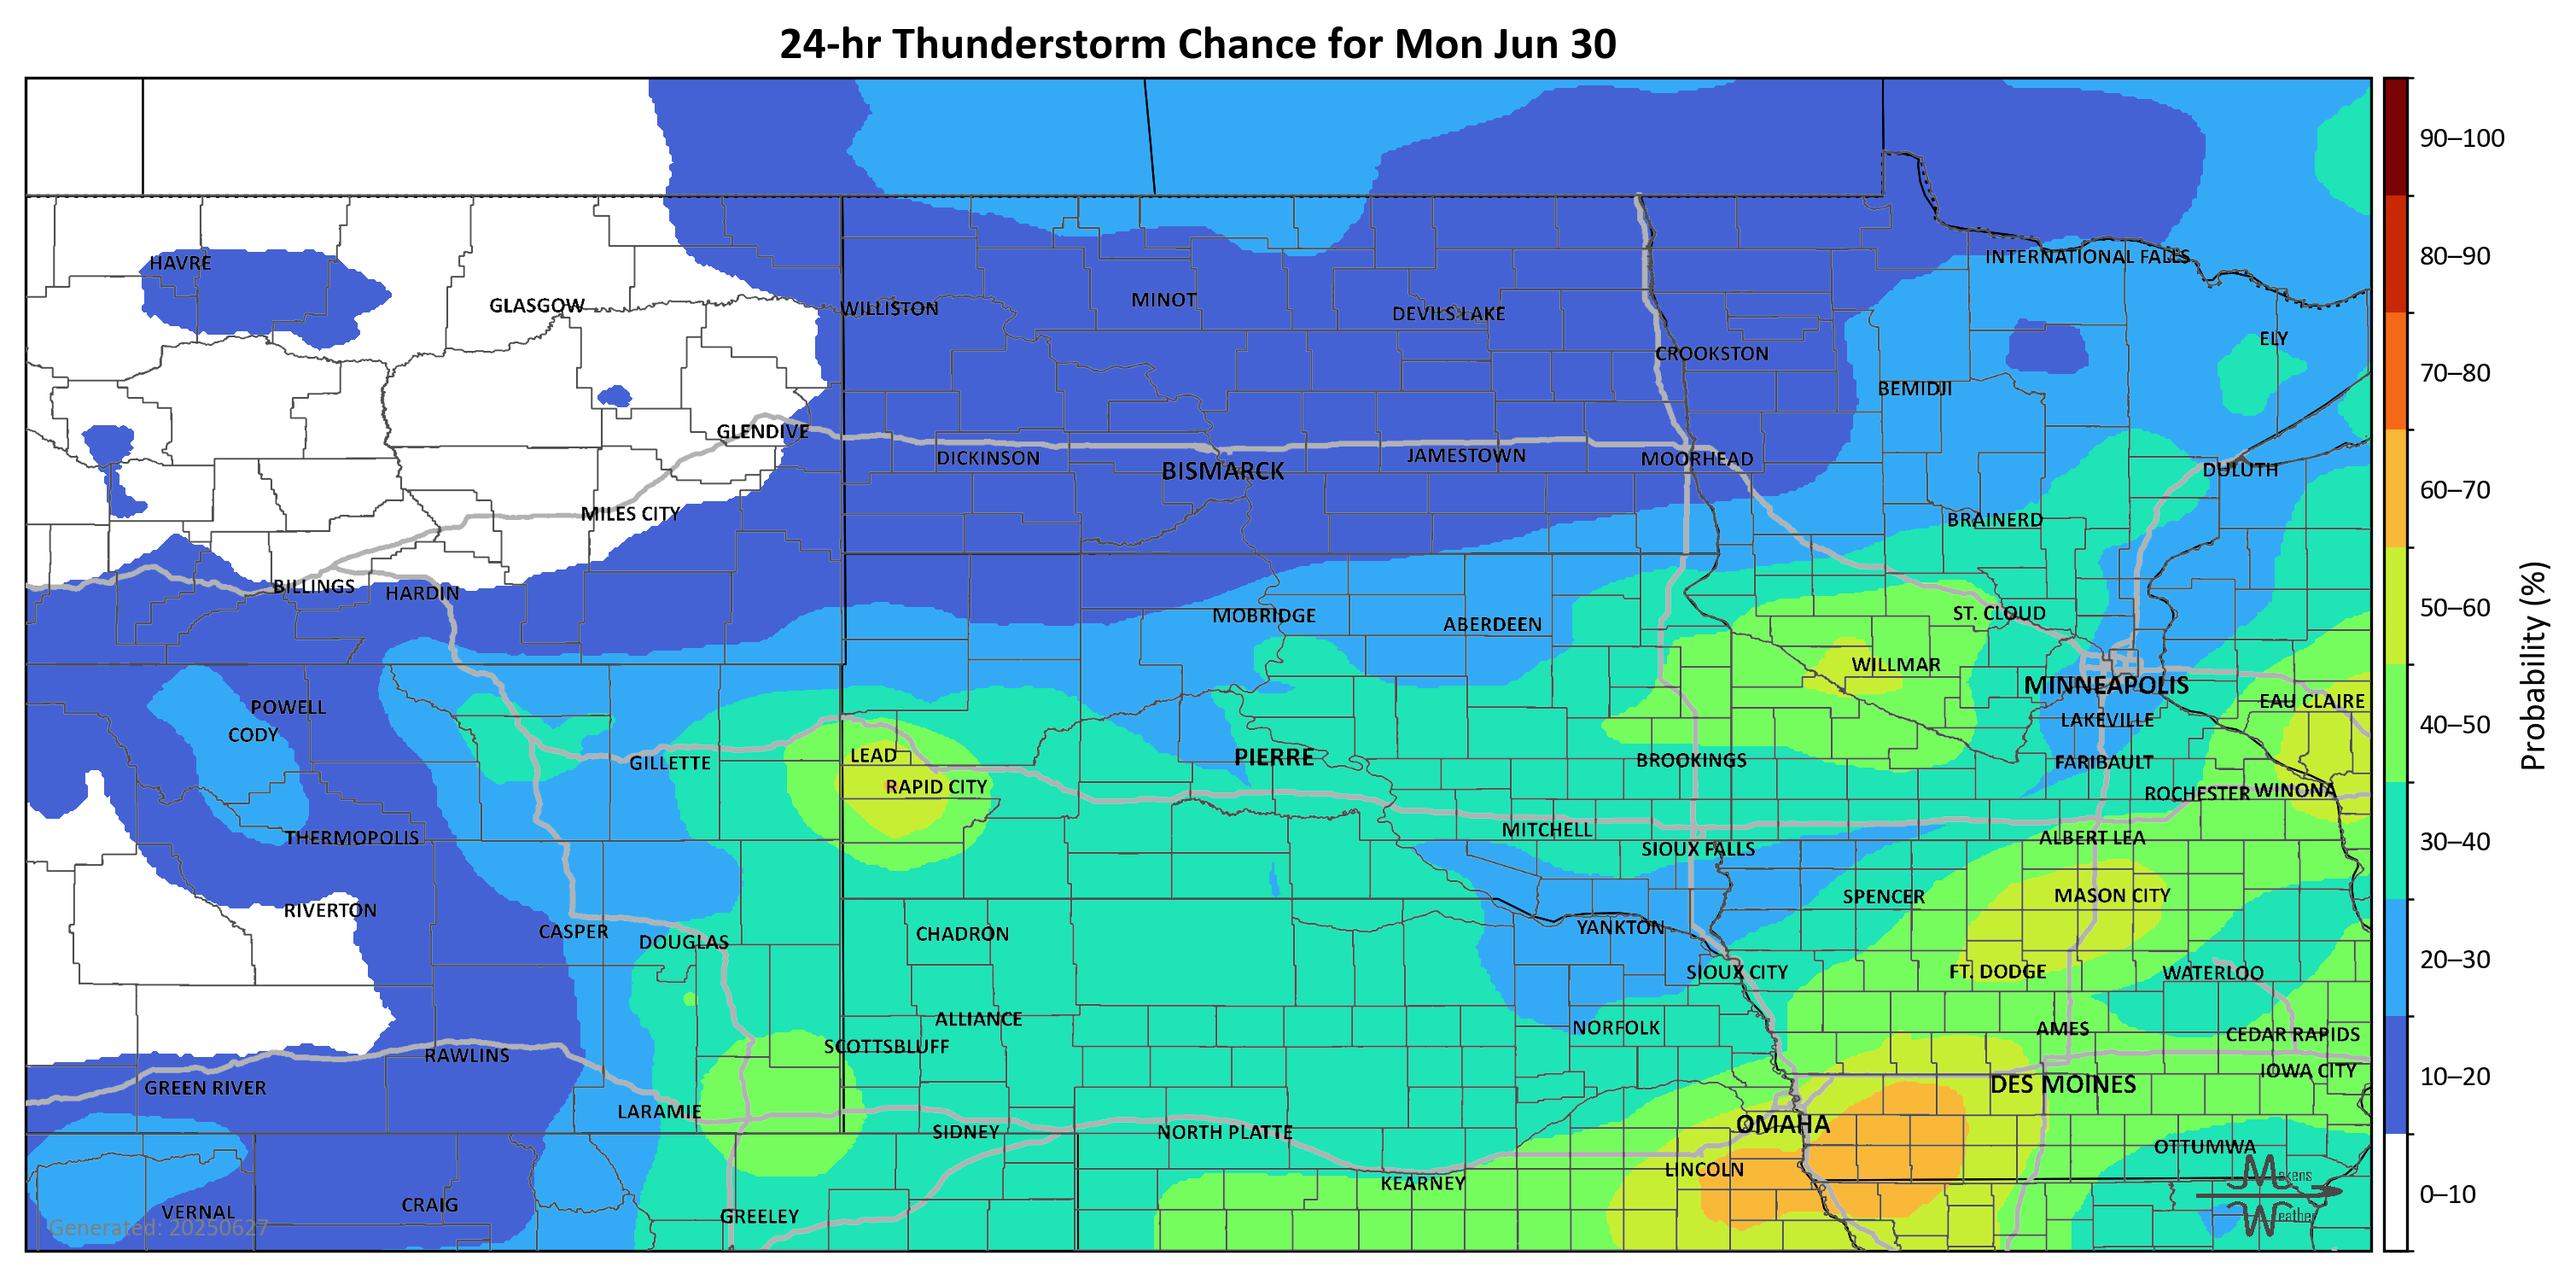 24-hr Thunderstorm Chance for Mon Jun 30
90–100
HAVRE
INTERNATIONAL FALLS
80–90
GLASGOW
WILLISTON
MINOT
DEVILS LAKE
ELY
CROOKSTON
70–80
BEMIDJI
GLENDIVE
DICKINSON
BISMARCK
JAMESTOWN
MOORHEAD
DULUTH
60–70
MILES CITY
BRAINERD
BILLINGS
HARDIN
MOBRIDGE
ABERDEEN
ST. CLOUD
50–60
WILLMAR
MINNEAPOLIS
POWELL
EAU CLAIRE
CODY
LAKEVILLE
40–50
GILLETTE
LEAD
PIERRE
BROOKINGS
FARIBAULT
RAPID CITY
ROCHESTER
WINONA
Probability (%)
THERMOPOLIS
MITCHELL
SIOUX FALLS
ALBERT LEA
30–40
RIVERTON
SPENCER
MASON CITY
CASPER
DOUGLAS
CHADRON
YANKTON
20–30
SIOUX CITY
FT. DODGE
WATERLOO
ALLIANCE
NORFOLK
AMES
CEDAR RAPIDS
SCOTTSBLUFF
RAWLINS
IOWA CITY
10–20
GREEN RIVER
DES MOINES
LARAMIE
SIDNEY
NORTH PLATTE
OMAHA
OTTUMWA
LINCOLN
KEARNEY
Makens
Weather
0–10
VERNAL
CRAIG
GREELEY
Generated: 20250627